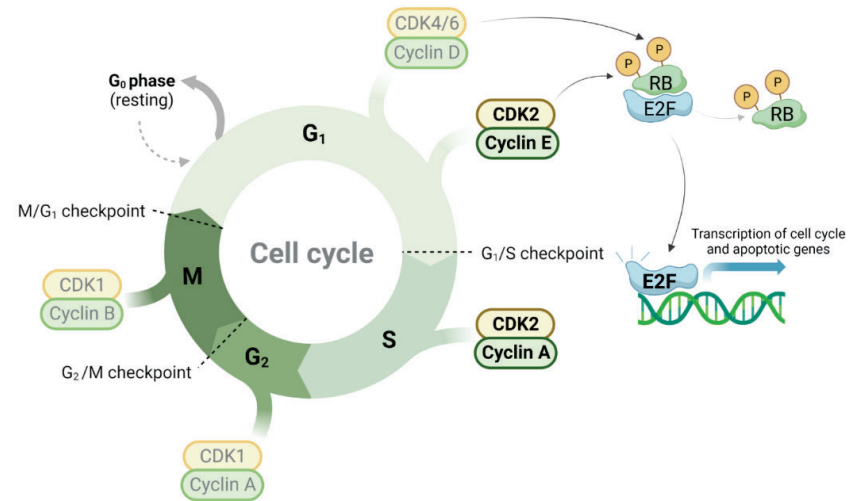 CDK4/6
Cyclin D
P
P
RB
E2F
P
P
RB
G₀ phase
(resting)
G₁
CDK2
Cyclin E
M/G₁ checkpoint
Cell cycle
G₁/S checkpoint
Transcription of cell cycle
and apoptotic genes
E2F
M
CDK1
Cyclin B
CDK2
Cyclin A
S
G₂
G₂/M checkpoint
CDK1
Cyclin A